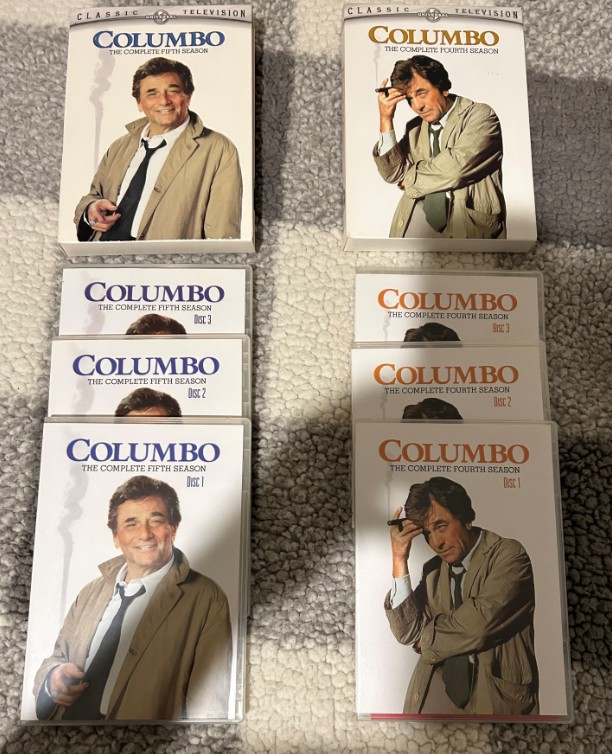 CLASSIC UNIVERSAL TELEVISION
COLUMBO
THE COMPLETE FIFTH SEASON
CLASSIC UNIVERSAL TELEVISION
COLUMBO
THE COMPLETE FOURTH SEASON
COLUMBO
THE COMPLETE FIFTH SEASON
DISC 3
COLUMBO
THE COMPLETE FIFTH SEASON
DISC 2
COLUMBO
THE COMPLETE FIFTH SEASON
DISC 1
COLUMBO
THE COMPLETE FOURTH SEASON
DISC 3
COLUMBO
THE COMPLETE FOURTH SEASON
DISC 2
COLUMBO
THE COMPLETE FOURTH SEASON
DISC 1